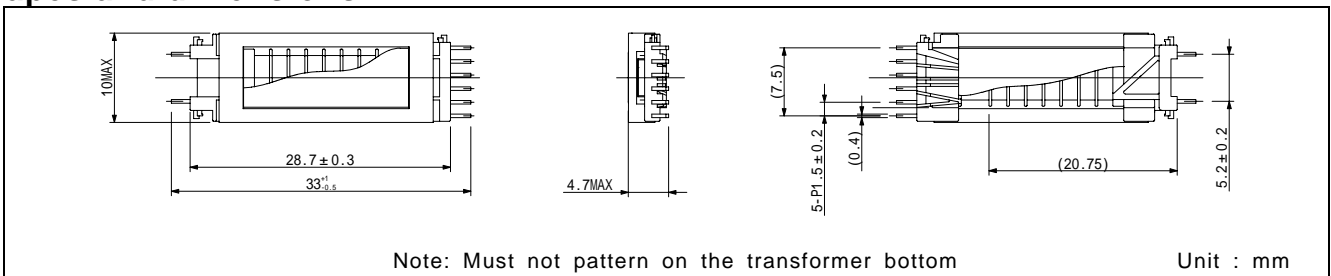 10MAX
28.7±0.3
33 +1 -0.5
4.7MAX
(7.5)
5-P1.5±0.2
(0.4)
(20.75)
5.2±0.2
Note: Must not pattern on the transformer bottom
Unit : mm